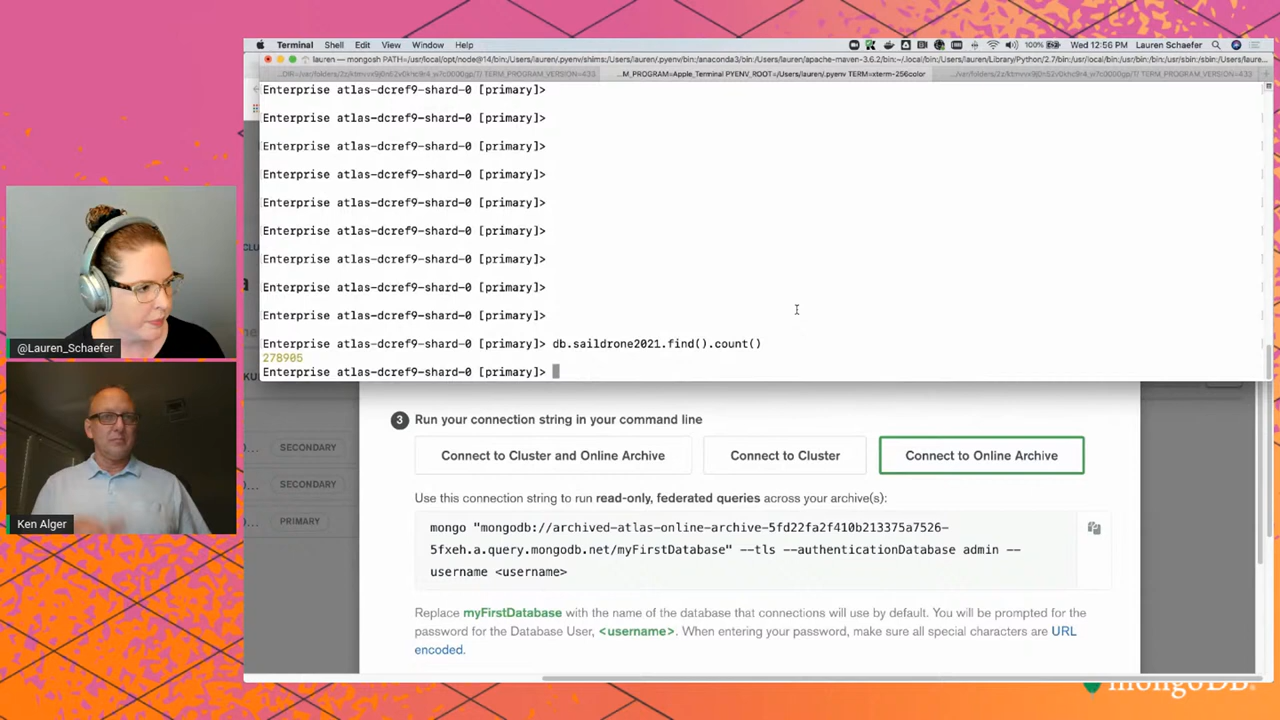 Terminal Shell Edit View Window Help 100% Wed 12:56 PM Lauren Schaefer
Enterprise atlas-dcref9-shard-0 [primary]>
Enterprise atlas-dcref9-shard-0 [primary]>
Enterprise atlas-dcref9-shard-0 [primary]>
Enterprise atlas-dcref9-shard-0 [primary]>
Enterprise atlas-dcref9-shard-0 [primary]>
Enterprise atlas-dcref9-shard-0 [primary]>
Enterprise atlas-dcref9-shard-0 [primary]>
Enterprise atlas-dcref9-shard-0 [primary]>
Enterprise atlas-dcref9-shard-0 [primary]>
Enterprise atlas-dcref9-shard-0 [primary]> db.saildrone2021.find().count()
278905
Enterprise atlas-dcref9-shard-0 [primary]>
@Lauren_Schaefer
Ken Alger
SECONDARY
SECONDARY
PRIMARY
3 Run your connection string in your command line
Connect to Cluster and Online Archive Connect to Cluster Connect to Online Archive
Use this connection string to run read-only, federated queries across your archive(s):
mongo "mongodb://archived-atlas-online-archive-5fd22fa2f410b213375a7526-
5fxeh.a.query.mongodb.net/myFirstDatabase" --tls --authenticationDatabase admin --
username <username>
Replace myFirstDatabase with the name of the database that connections will use by default. You will be prompted for the
password for the Database User, <username>. When entering your password, make sure all special characters are URL
encoded.
mongoDB.